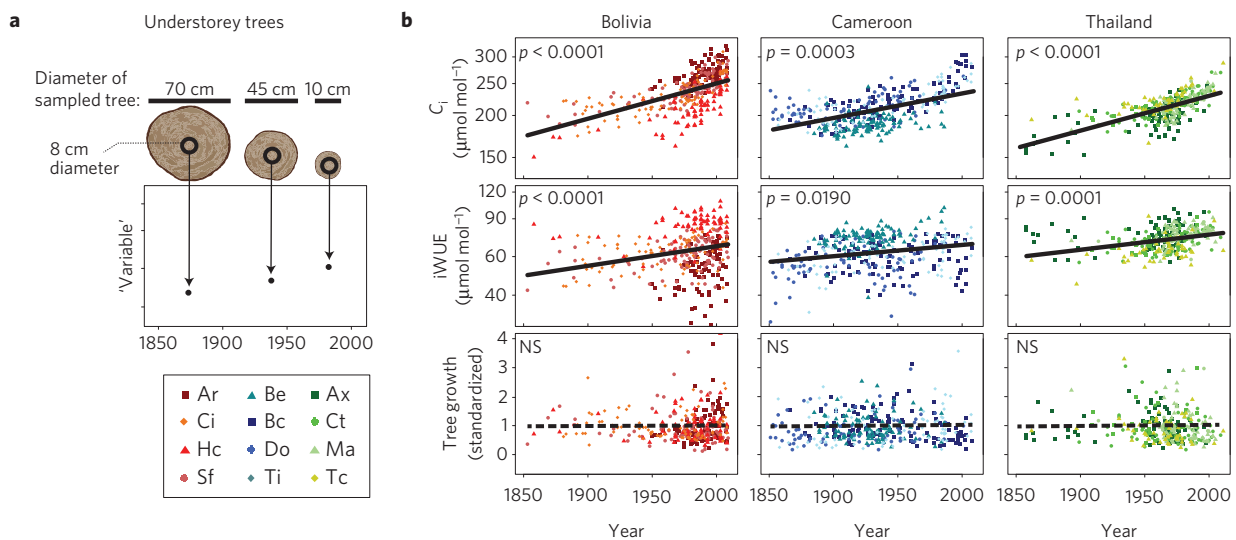 a
Understorey trees
Diameter of
sampled tree:
70 cm
45 cm
10 cm
8 cm
diameter
'Variable'
1850
1900
1950
2000
Ar
Be
Ax
Ci
Bc
Ct
Hc
Do
Ma
Sf
Ti
Tc
b
Bolivia
Cameroon
Thailand
Ci
(μmol mol−1)
300
250
200
150
p < 0.0001
p = 0.0003
p < 0.0001
iWUE
(μmol mol−1)
120
90
60
40
p < 0.0001
p = 0.0190
p = 0.0001
Tree growth
(standardized)
4
3
2
1
0
NS
NS
NS
1850
1900
1950
2000
1850
1900
1950
2000
1850
1900
1950
2000
Year
Year
Year